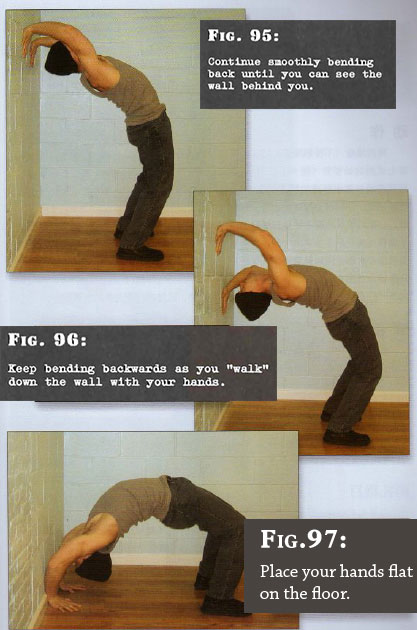 Fig. 95:
Continue smoothly bending
back until you can see the
wall behind you.
Fig. 96:
Keep bending backwards as you "walk"
down the wall with your hands.
Fig.97:
Place your hands flat
on the floor.